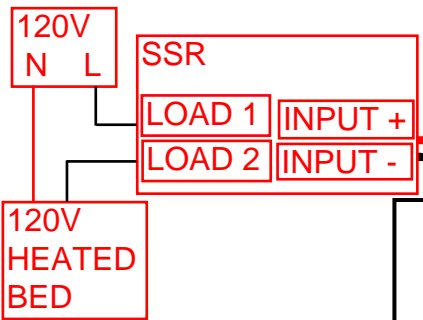 120V
N L
SSR
LOAD 1
INPUT +
LOAD 2
INPUT -
120V
HEATED
BED